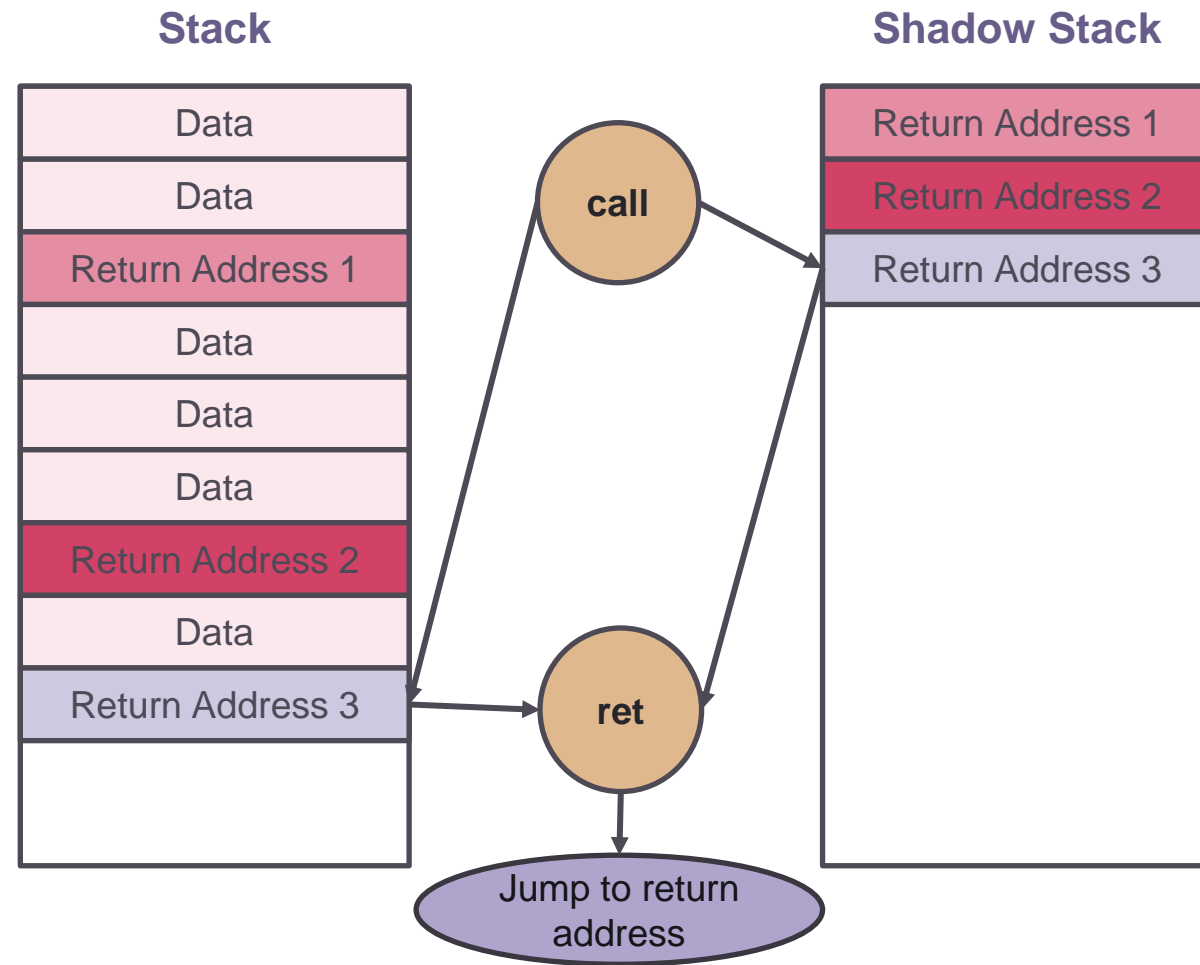 Stack
Shadow Stack
Data
Data
Return Address 1
Data
Data
Data
Return Address 2
Data
Return Address 3
call
ret
Jump to return
address
Return Address 1
Return Address 2
Return Address 3